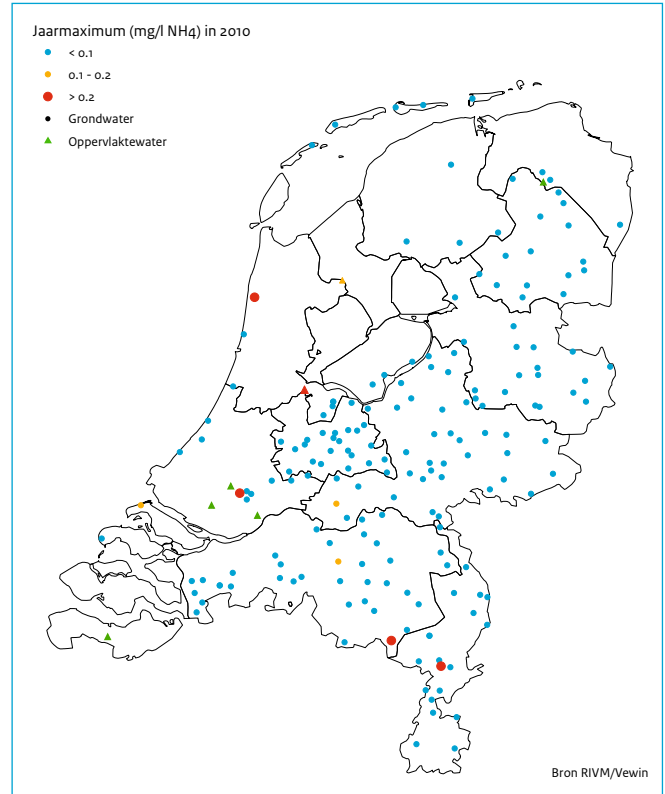 Jaarmaximum (mg/l NH4) in 2010
< 0.1
0.1 - 0.2
> 0.2
Grondwater
Oppervlaktewater
Bron RIVM/Vewin